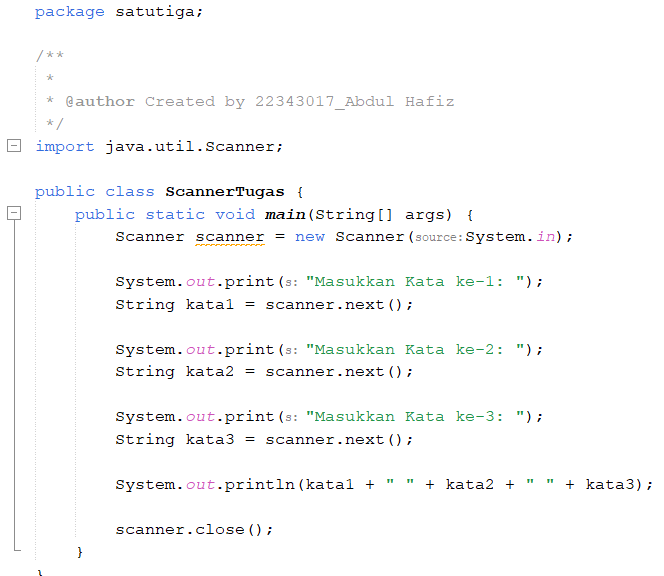 package satutiga;
/**
*
* @author Created by 22343017_Abdul Hafiz
*/
import java.util.Scanner;
public class ScannerTugas {
public static void main(String[] args) {
Scanner scanner = new Scanner(source:System.in);
System.out.print(s: "Masukkan Kata ke-1: ");
String kata1 = scanner.next();
System.out.print(s: "Masukkan Kata ke-2: ");
String kata2 = scanner.next();
System.out.print(s: "Masukkan Kata ke-3: ");
String kata3 = scanner.next();
System.out.println(kata1 + " " + kata2 + " " + kata3);
scanner.close();
}
}